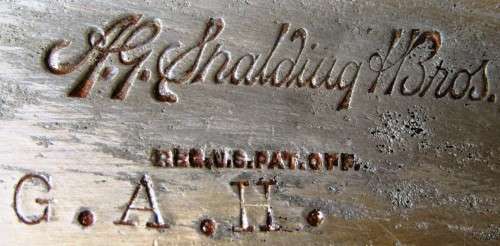 A.G. Spalding & Bros.
REG.U.S.PAT.OFF.
G.A.H.